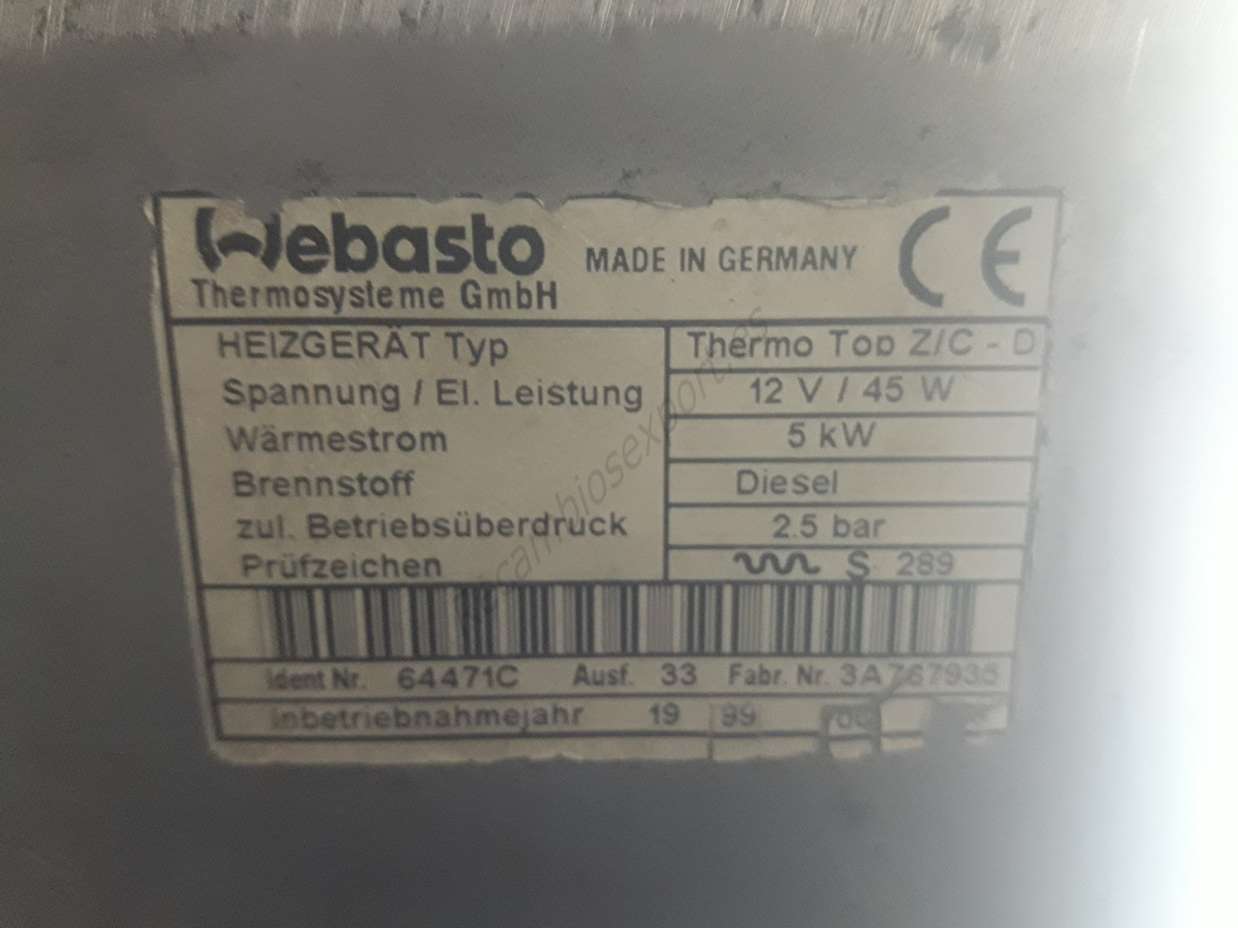 Webasto MADE IN GERMANY CE
Thermosysteme GmbH
HEIZGERÄT Typ Thermo Top Z/C - D
Spannung / El. Leistung 12 V / 45 W
Wärmestrom 5 kW
Brennstoff Diesel
zul. Betriebsüberdruck 2.5 bar
Prüfzeichen S 289
Ident Nr. 64471C Ausf. 33 Fabr. Nr.
Inbetriebnahmejahr 19 99 00